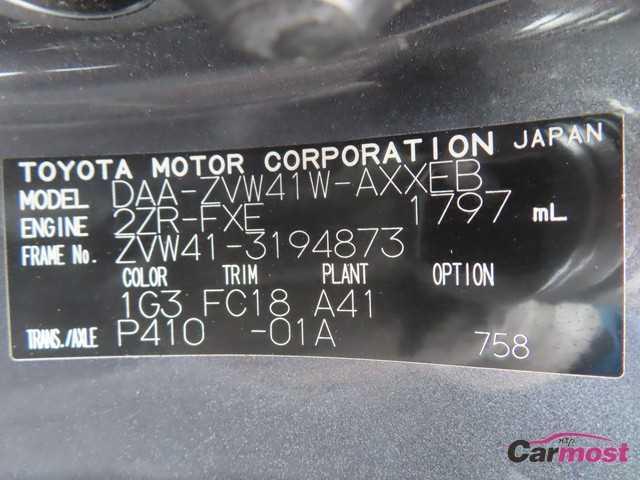 TOYOTA MOTOR CORPORATION JAPAN
MODEL DAA-ZVW41W-AXXEB
ENGINE 2ZR-FXE 1797 mL
FRAME No. ZVW41-3194873
COLOR TRIM PLANT OPTION
1G3 FC18 A41
TRANS./AXLE P410 -01A 758
Carmost